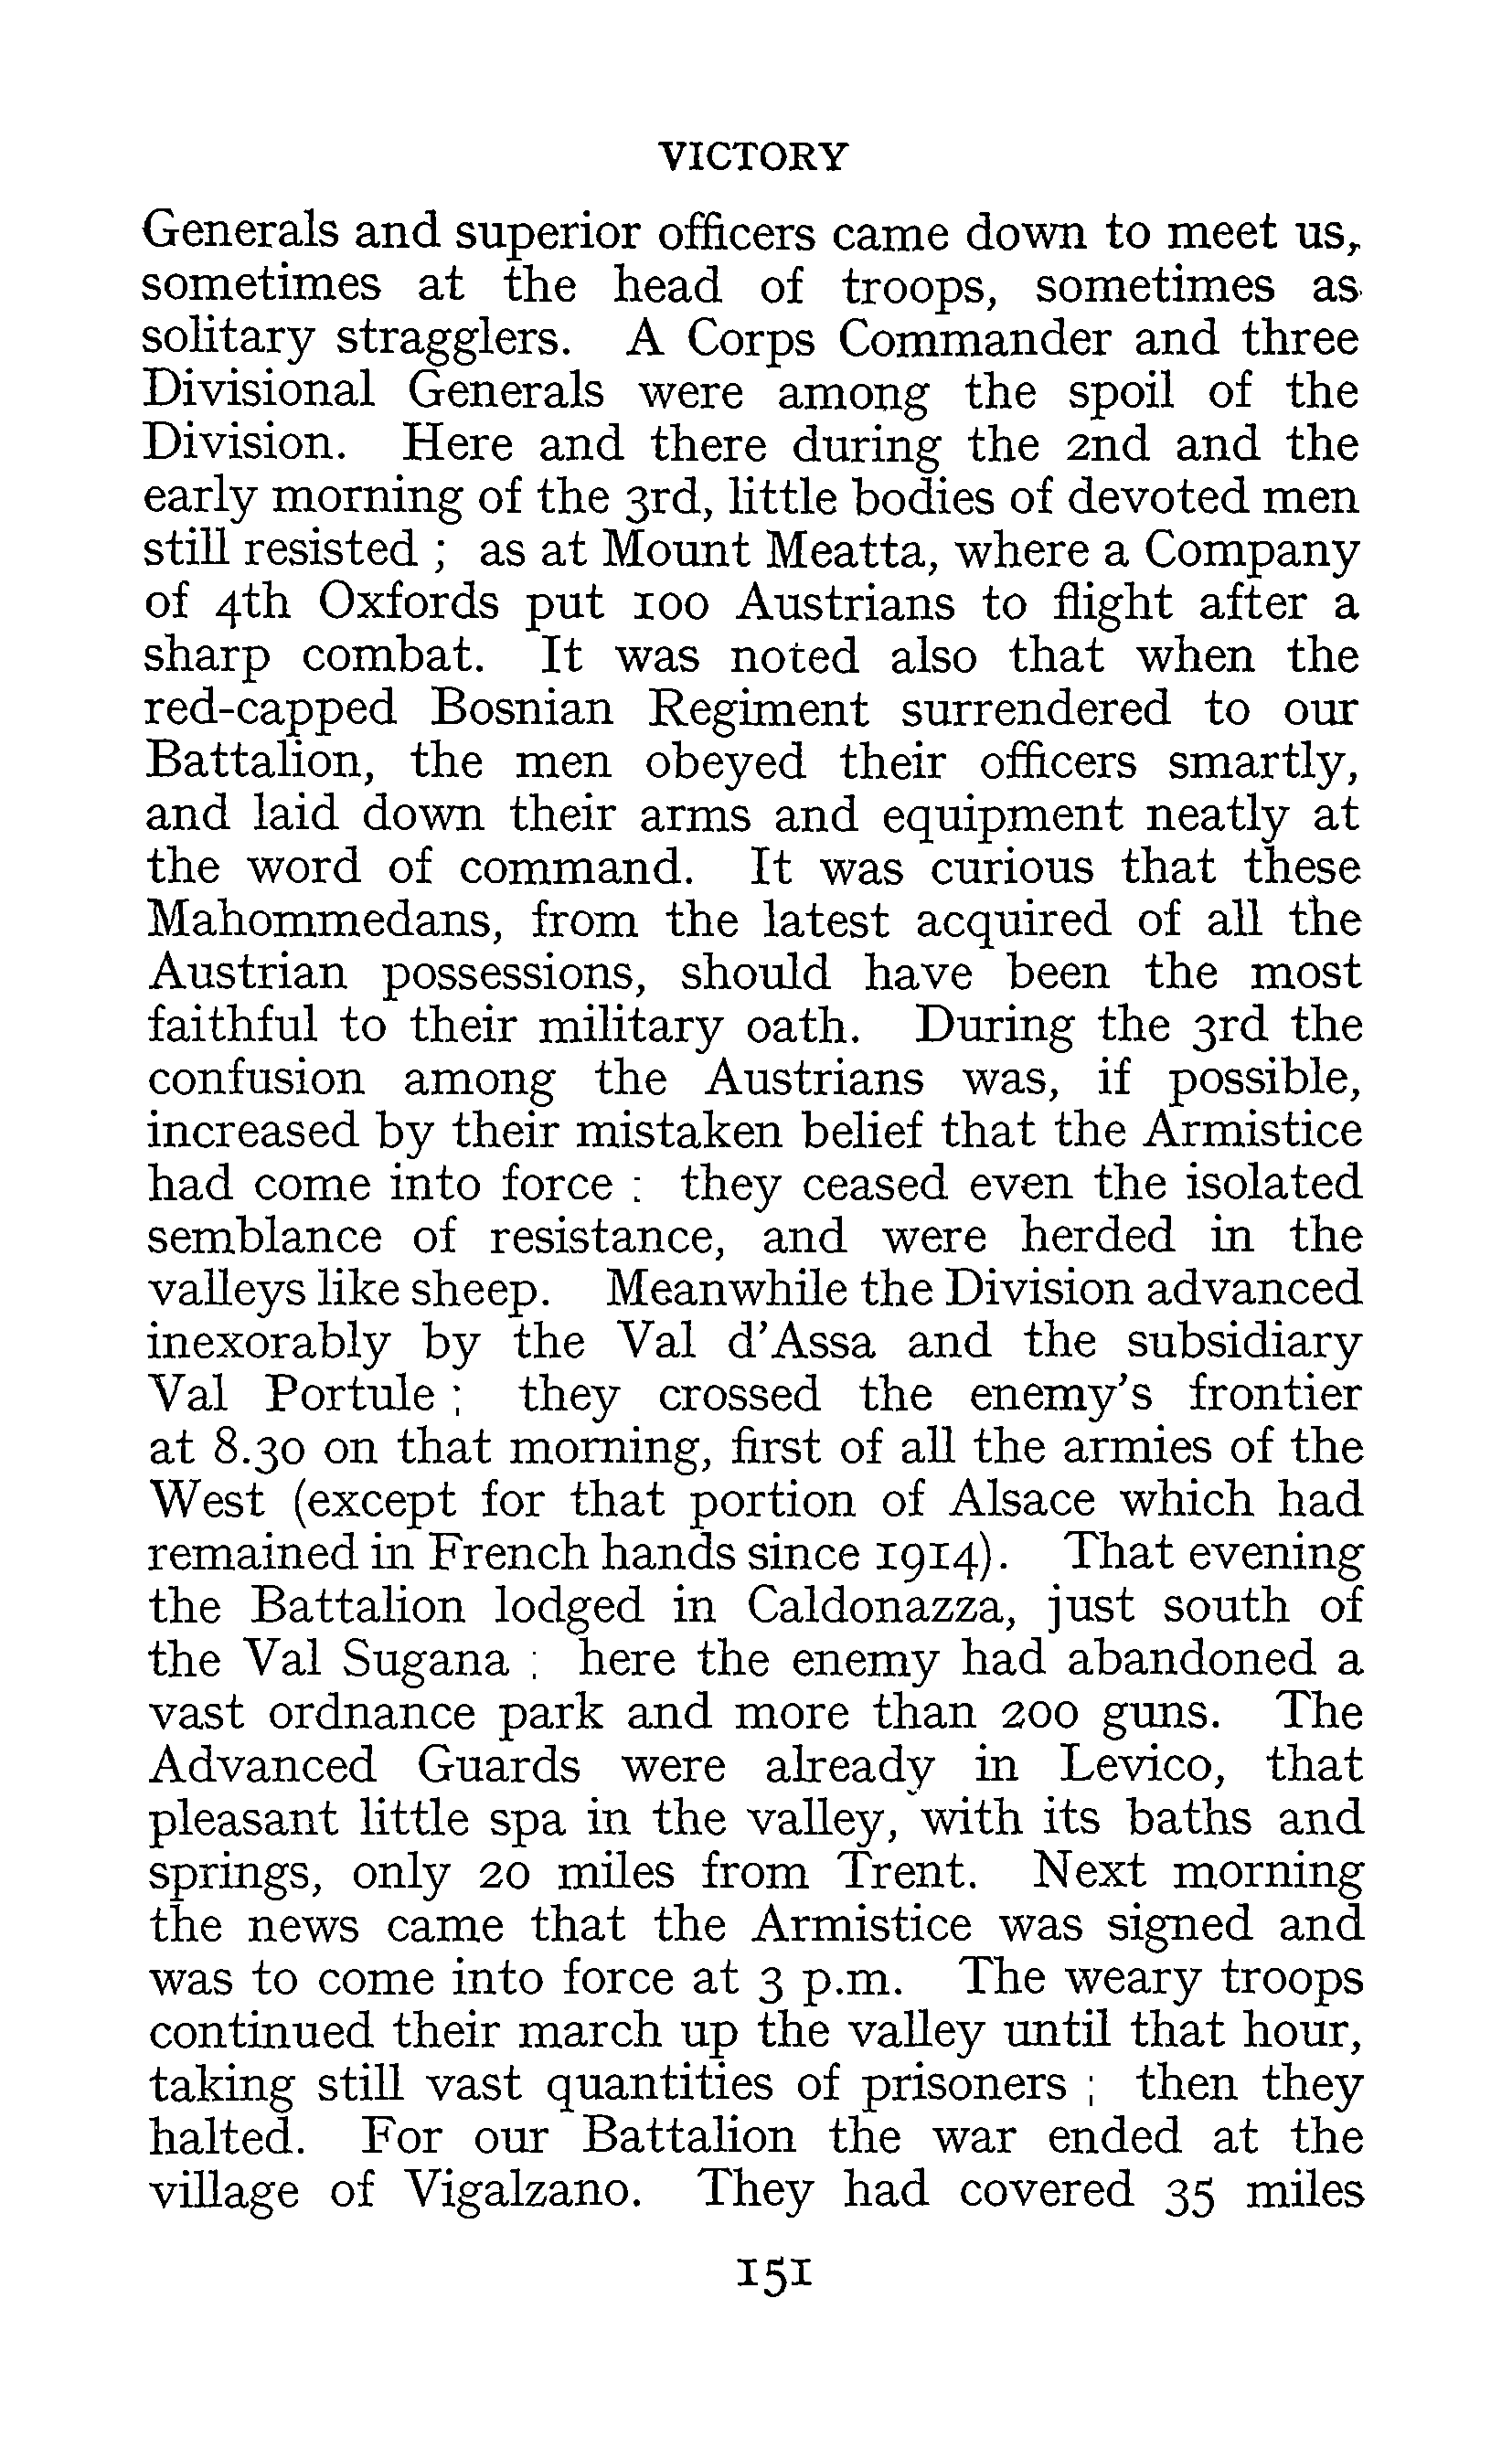 VICTORY
Generals and superior officers came down to meet us,
sometimes at the head of troops, sometimes as
solitary stragglers. A Corps Commander and three
Divisional Generals were among the spoil of the
Division. Here and there during the 2nd and the
early morning of the 3rd, little bodies of devoted men
still resisted ; as at Mount Meatta, where a Company
of 4th Oxfords put 100 Austrians to flight after a
sharp combat. It was noted also that when the
red-capped Bosnian Regiment surrendered to our
Battalion, the men obeyed their officers smartly,
and laid down their arms and equipment neatly at
the word of command. It was curious that these
Mahommedans, from the latest acquired of all the
Austrian possessions, should have been the most
faithful to their military oath. During the 3rd the
confusion among the Austrians was, if possible,
increased by their mistaken belief that the Armistice
had come into force : they ceased even the isolated
semblance of resistance, and were herded in the
valleys like sheep. Meanwhile the Division advanced
inexorably by the Val d'Assa and the subsidiary
Val Portule ; they crossed the enemy's frontier
at 8.30 on that morning, first of all the armies of the
West (except for that portion of Alsace which had
remained in French hands since 1914). That evening
the Battalion lodged in Caldonazza, just south of
the Val Sugana : here the enemy had abandoned a
vast ordnance park and more than 200 guns. The
Advanced Guards were already in Levico, that
pleasant little spa in the valley, with its baths and
springs, only 20 miles from Trent. Next morning
the news came that the Armistice was signed and
was to come into force at 3 p.m. The weary troops
continued their march up the valley until that hour,
taking still vast quantities of prisoners ; then they
halted. For our Battalion the war ended at the
village of Vigalzano. They had covered 35 miles
151